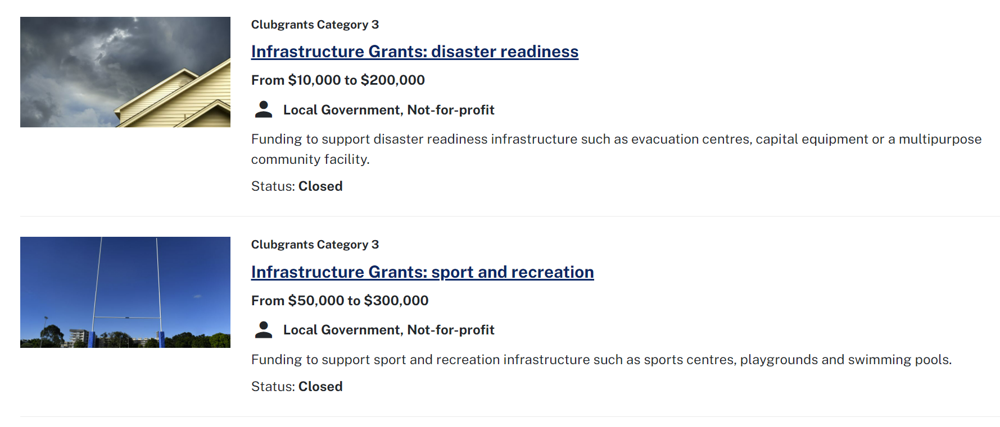 Clubgrants Category 3
Infrastructure Grants: disaster readiness
From $10,000 to $200,000
Local Government, Not-for-profit
Funding to support disaster readiness infrastructure such as evacuation centres, capital equipment or a multipurpose
community facility.
Status: Closed
Clubgrants Category 3
Infrastructure Grants: sport and recreation
From $50,000 to $300,000
Local Government, Not-for-profit
Funding to support sport and recreation infrastructure such as sports centres, playgrounds and swimming pools.
Status: Closed